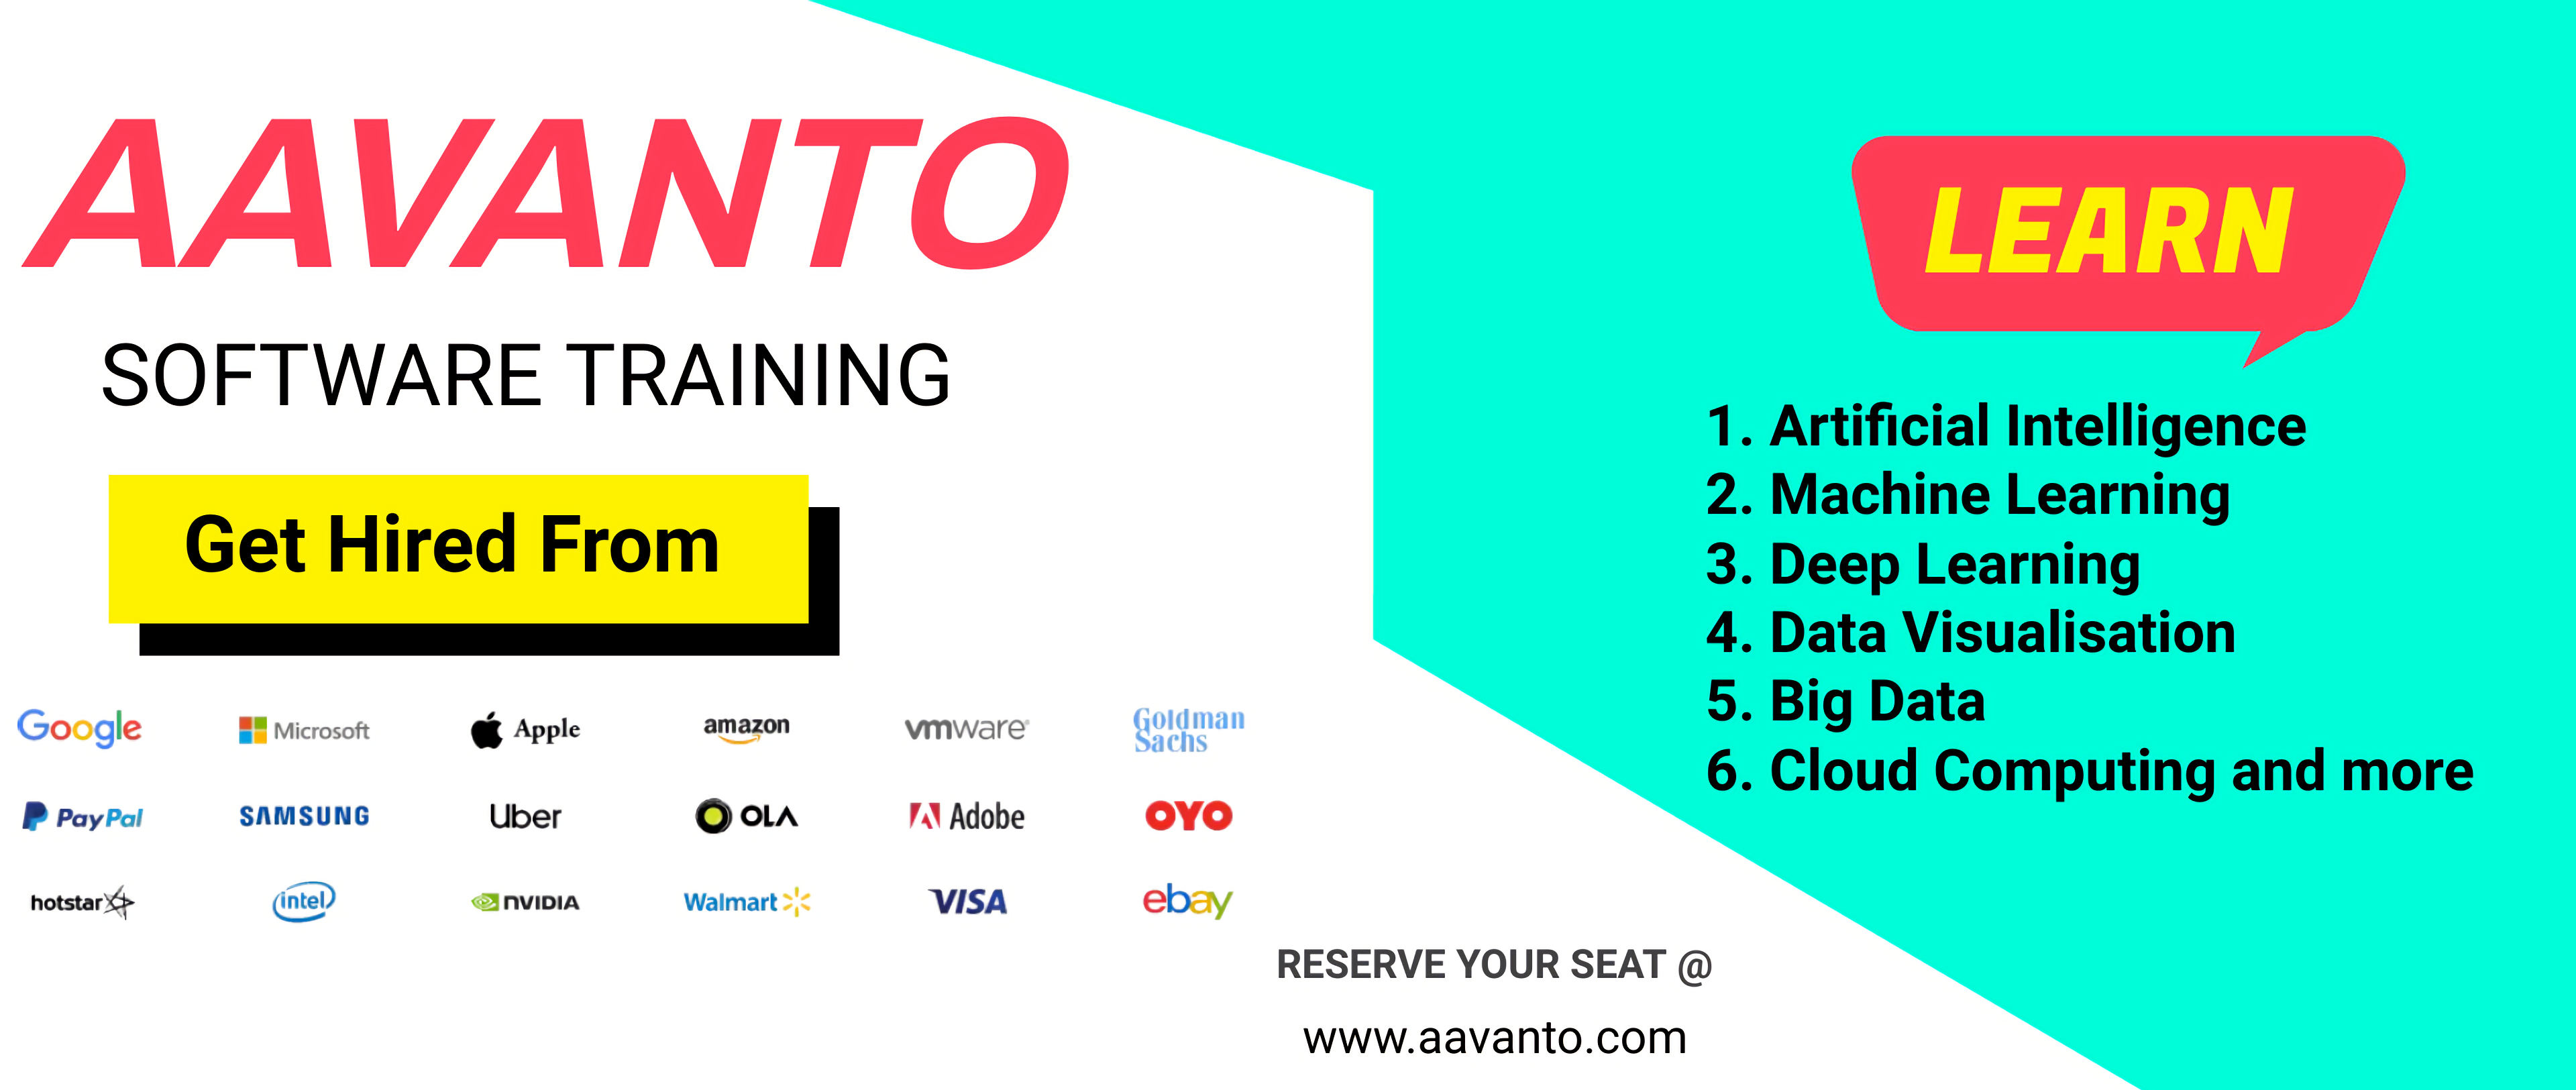 AAVANTO
SOFTWARE TRAINING
Get Hired From
Google Microsoft Apple amazon vmware Goldman Sachs
PayPal SAMSUNG Uber OLA Adobe OYO
hotstar intel NVIDIA Walmart VISA ebay
LEARN
1. Artificial Intelligence
2. Machine Learning
3. Deep Learning
4. Data Visualisation
5. Big Data
6. Cloud Computing and more
RESERVE YOUR SEAT @
www.aavanto.com